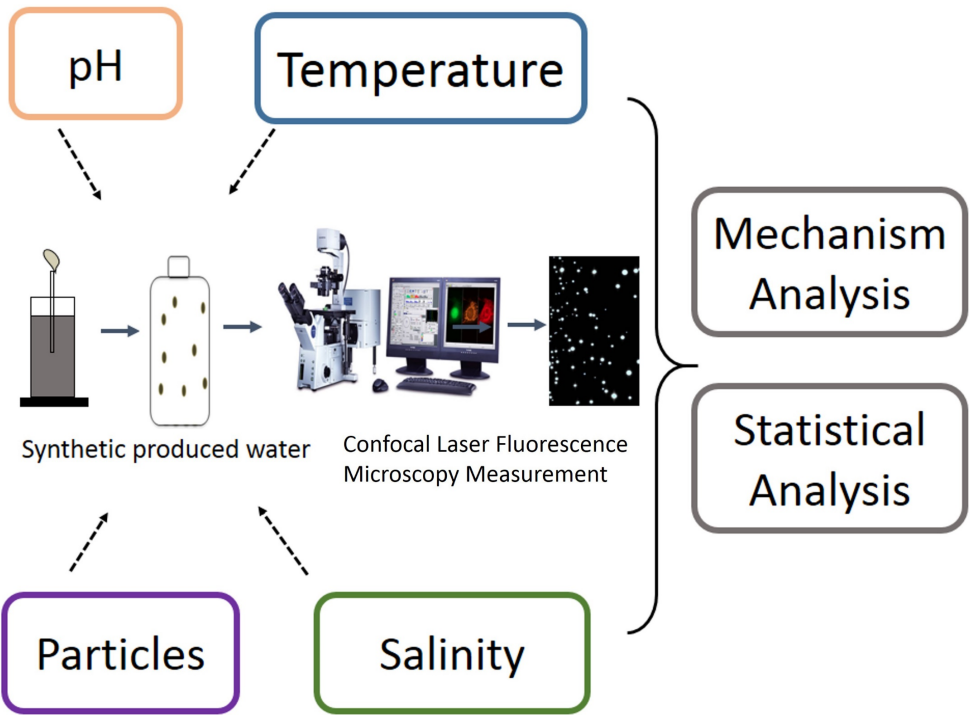 pH
Temperature
Mechanism
Analysis
Synthetic produced water
Confocal Laser Fluorescence
Microscopy Measurement
Statistical
Analysis
Particles
Salinity